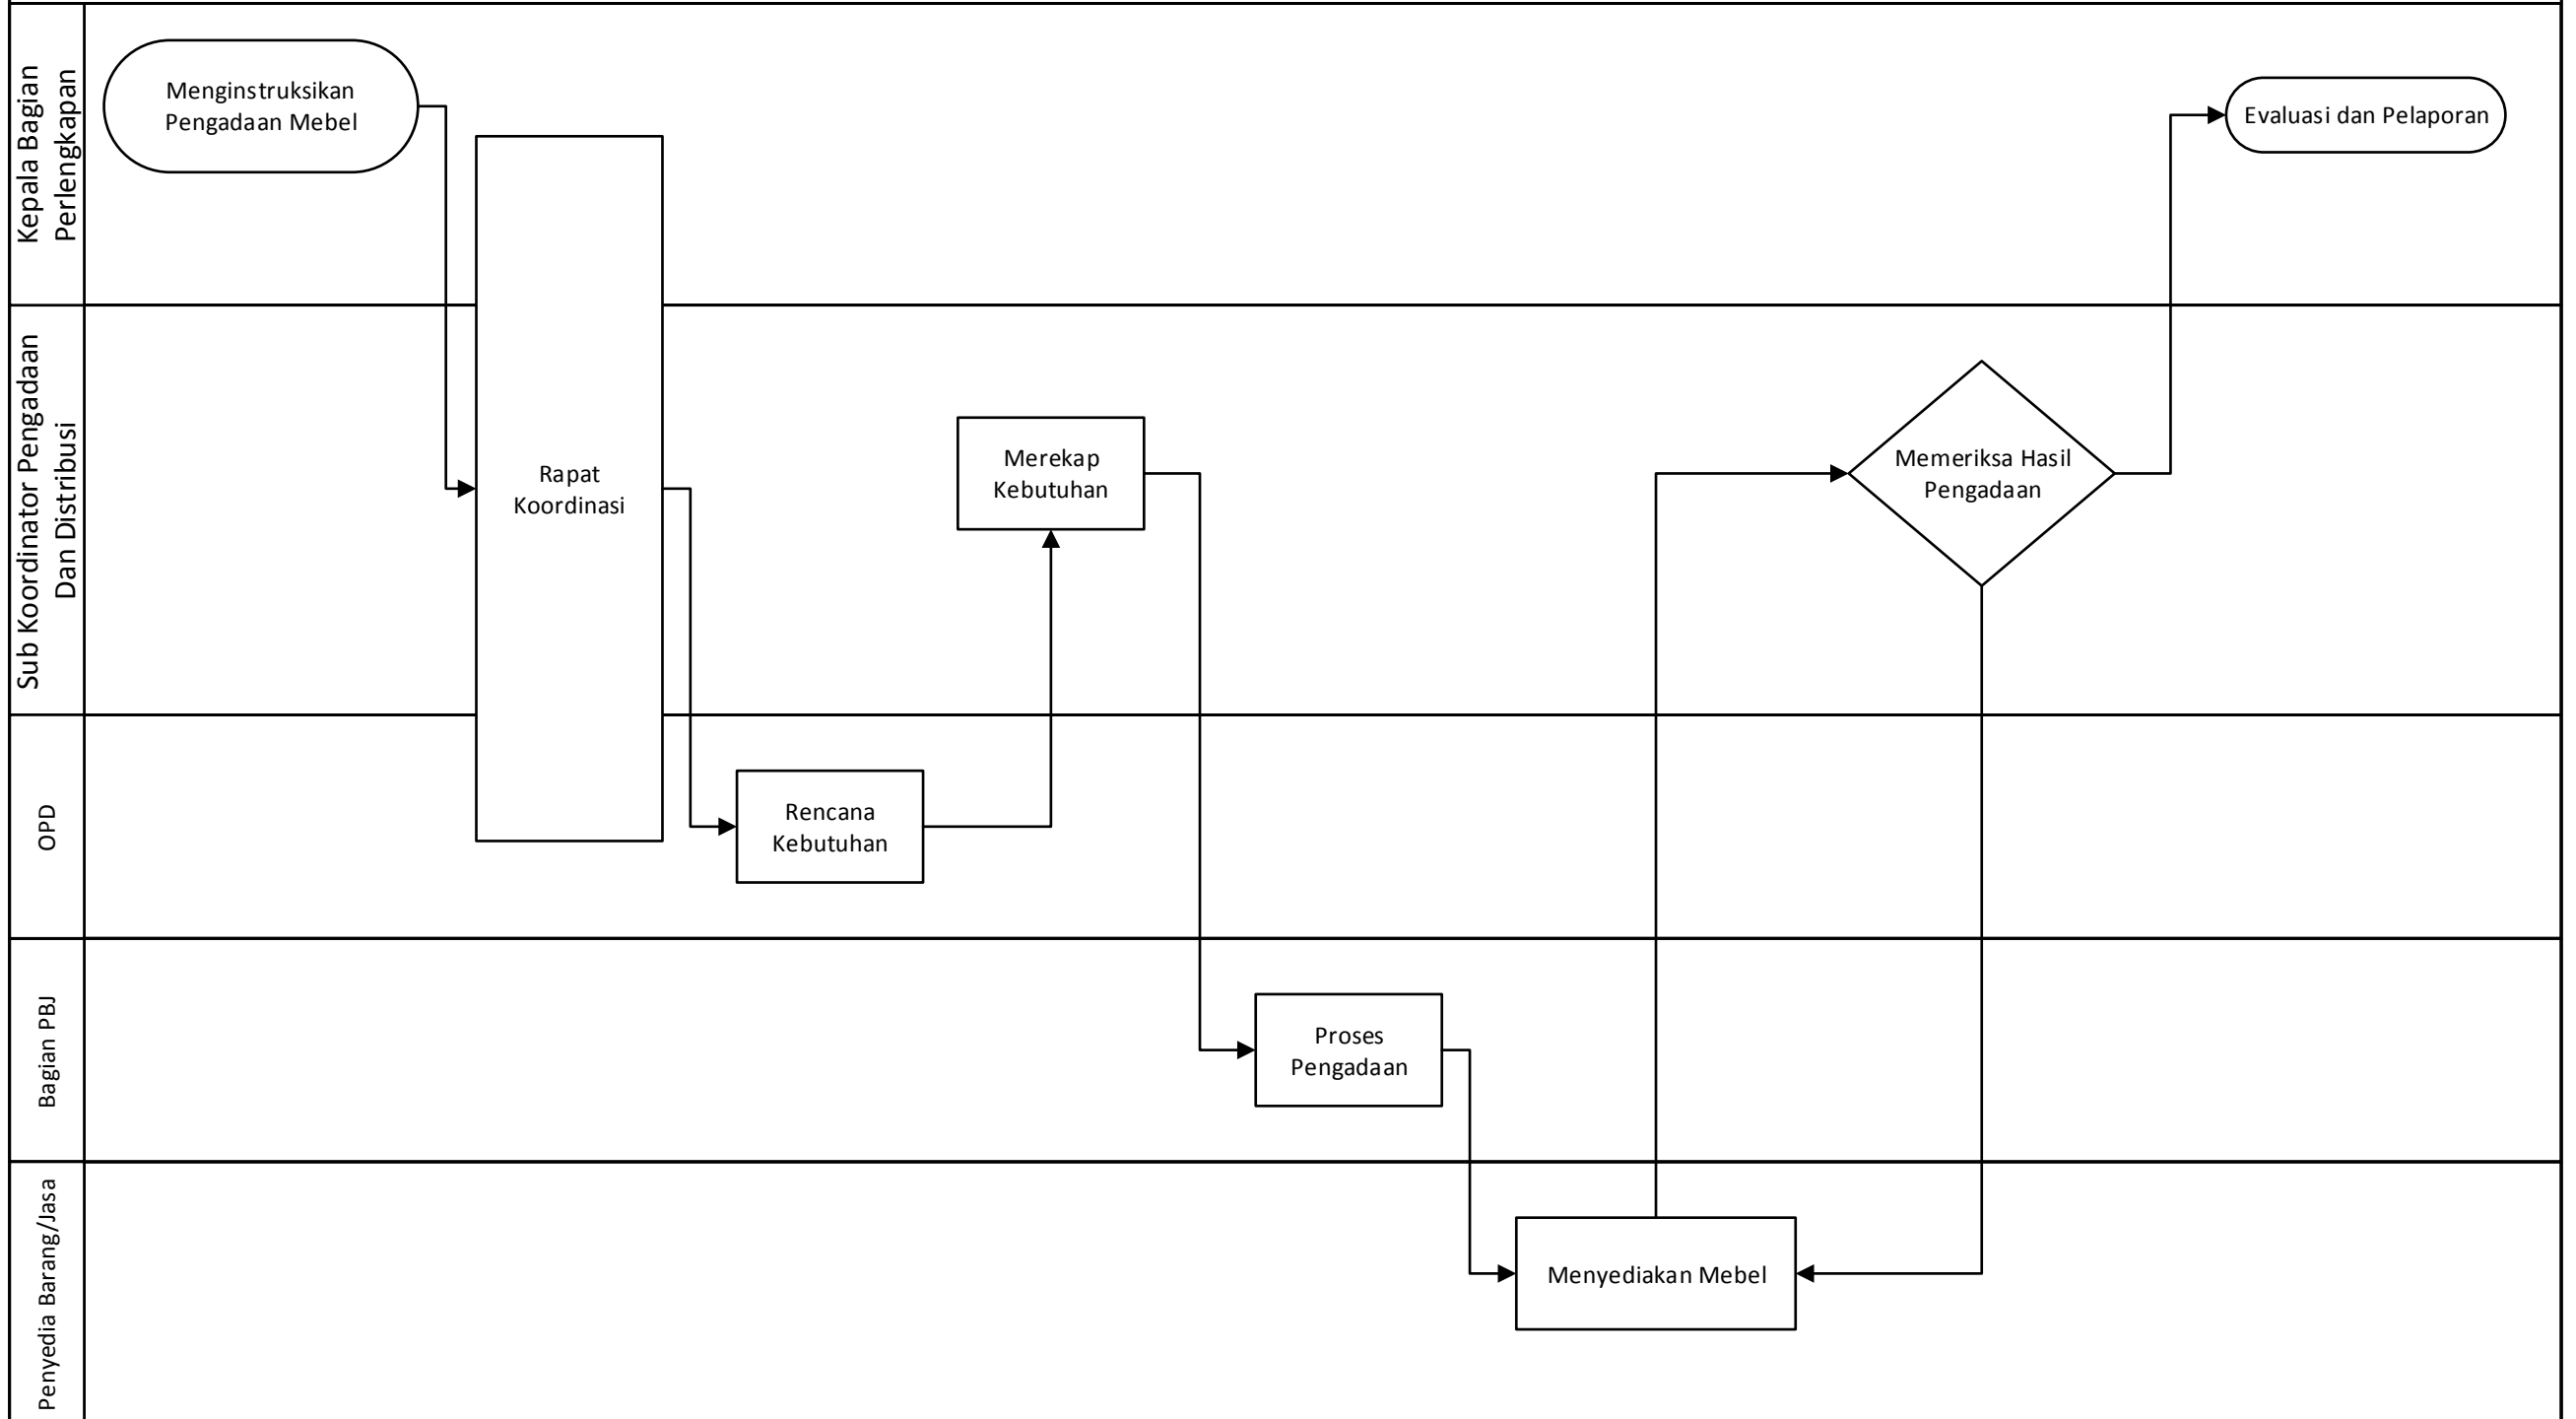 Kepala Bagian
Perlengkapan
Menginstruksikan
Pengadaan Mebel
Evaluasi dan Pelaporan
Sub Koordinator Pengadaan
Dan Distribusi
Rapat
Koordinasi
Merekap
Kebutuhan
Memeriksa Hasil
Pengadaan
OPD
Rencana
Kebutuhan
Bagian PBJ
Proses
Pengadaan
Penyedia Barang/Jasa
Menyediakan Mebel